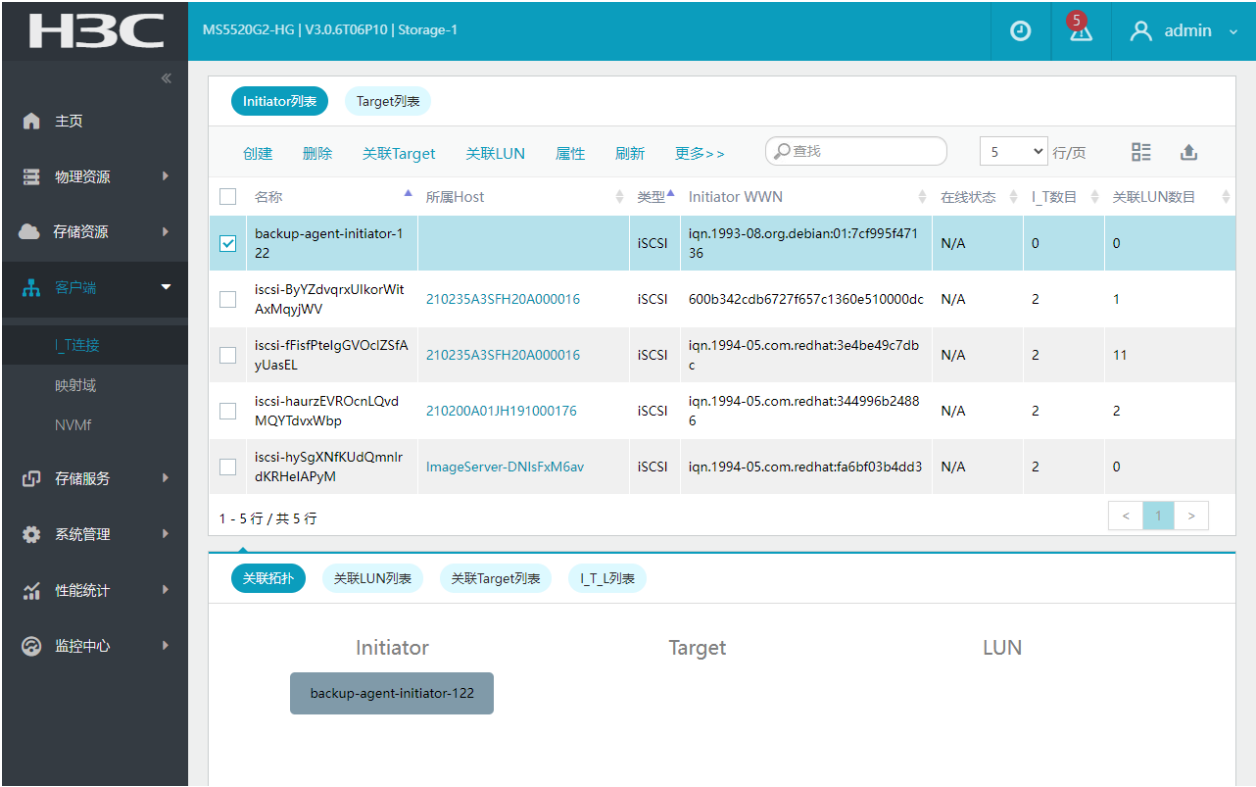 H3C
MS5520G2-HG | V3.0.6T06P10 | Storage-1
5
admin
主页
物理资源
存储资源
客户端
I_T连接
映射域
NVMf
存储服务
系统管理
性能统计
监控中心
Initiator列表
Target列表
创建 删除 关联Target 关联LUN 属性 刷新 更多>> 查找 5 行/页
名称 所属Host 类型 Initiator WWN 在线状态 I_T数目 关联LUN数目
backup-agent-initiator-1
22
iSCSI
iqn.1993-08.org.debian:01:7cf995f471
36
N/A 0 0
iscsi-ByYZdvqrxUIkorWit
AxMqyjWV
210235A3SFH20A000016 iSCSI 600b342cdb6727f657c1360e510000dc N/A 2 1
iscsi-fFisfPteIgGVOclZSfA
yUasEL
210235A3SFH20A000016 iSCSI
iqn.1994-05.com.redhat:3e4be49c7db
c
N/A 2 11
iscsi-haurzEVROcnLQvd
MQYTdvxWbp
210200A01JH191000176 iSCSI
iqn.1994-05.com.redhat:344996b2488
6
N/A 2 2
iscsi-hySgXNfKUdQmnIr
dKRHeIAPyM
ImageServer-DNIsFxM6av iSCSI iqn.1994-05.com.redhat:fa6bf03b4dd3 N/A 2 0
1 - 5 行 / 共 5 行
< 1 >
关联拓扑 关联LUN列表 关联Target列表 I_T_L列表
Initiator Target LUN
backup-agent-initiator-122